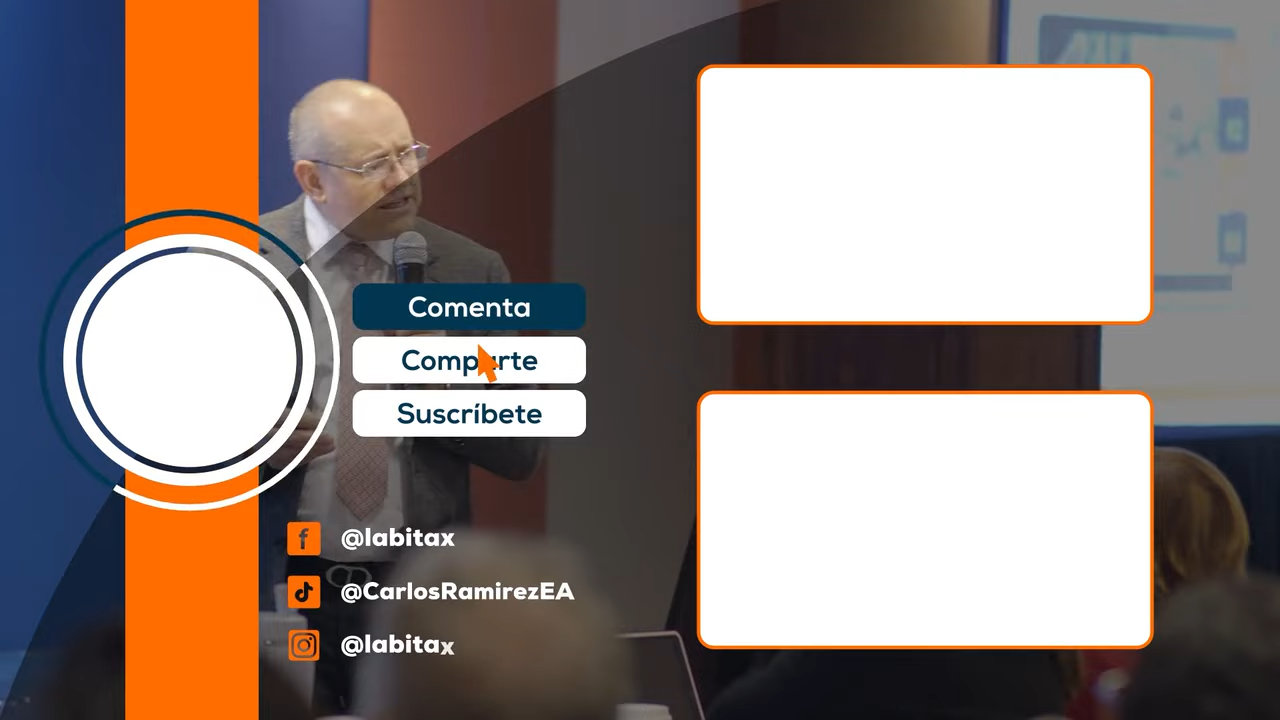 Comenta
Comparte
Suscríbete
@labitax
@CarlosRamirezEA
@labitax